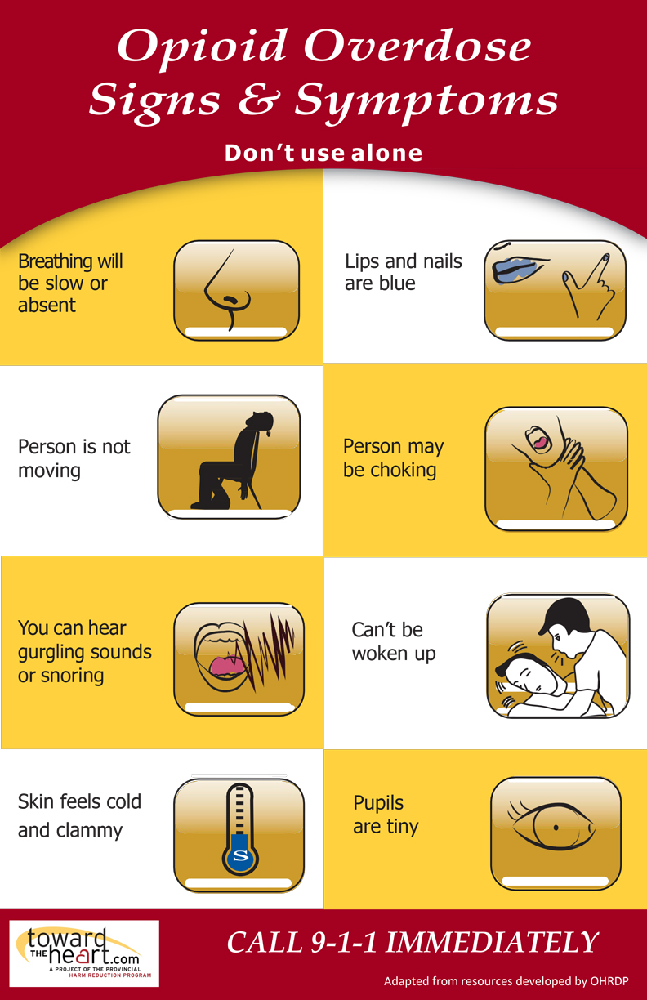 Opioid Overdose
Signs & Symptoms
Don't use alone
Breathing will
be slow or
absent
Lips and nails
are blue
Person is not
moving
Person may
be choking
You can hear
gurgling sounds
or snoring
Can't be
woken up
Skin feels cold
and clammy
S
Pupils
are tiny
toward
THE heart.com
A PROJECT OF THE PROVINCIAL
HARM REDUCTION PROGRAM
CALL 9-1-1 IMMEDIATELY
Adapted from resources developed by OHRDP